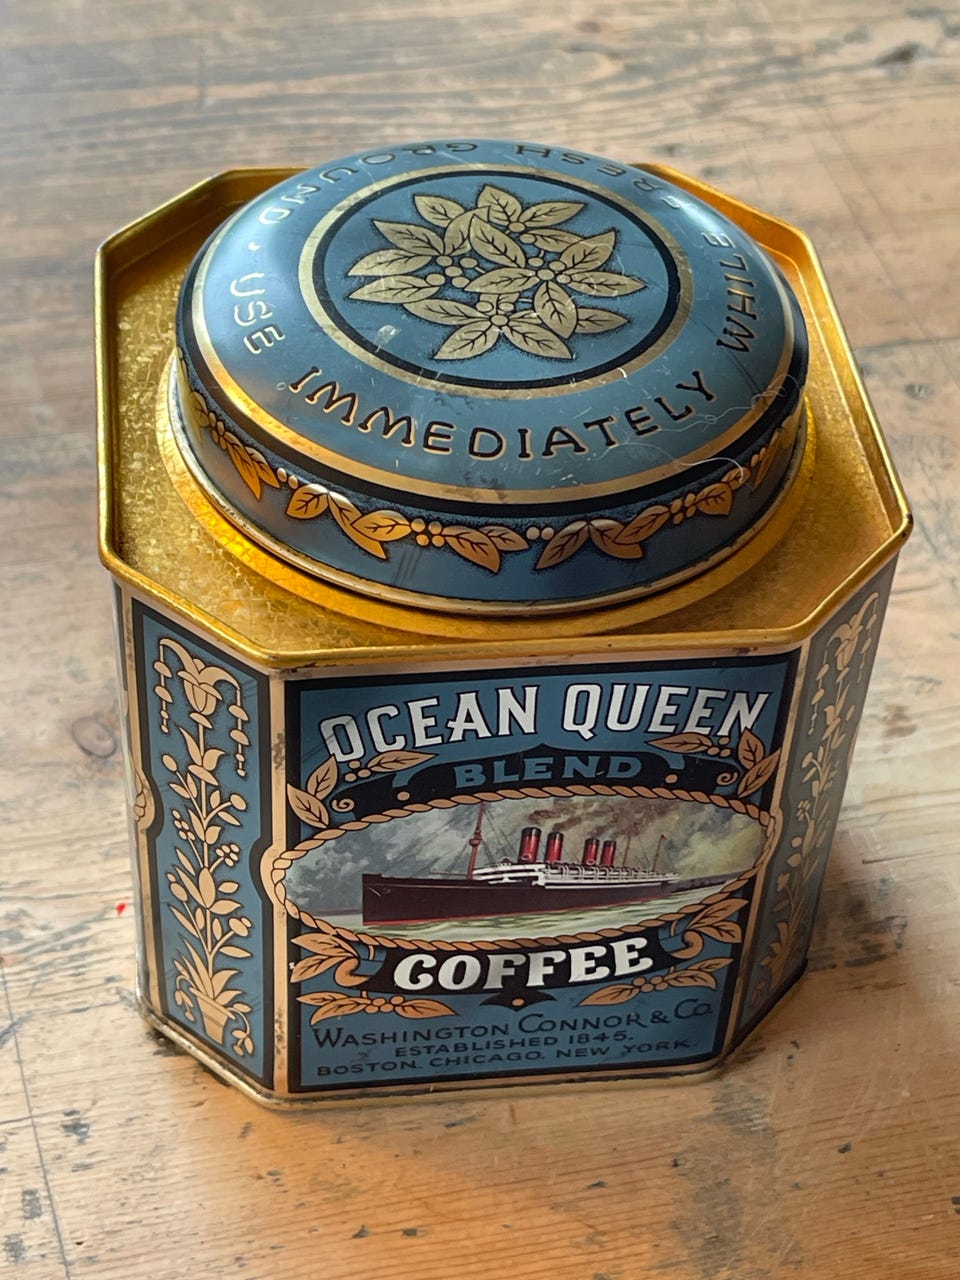 USE IMMEDIATELY WHILE FRESH GROUND ·
OCEAN QUEEN
BLEND
COFFEE
WASHINGTON CONNOR & CO.
ESTABLISHED 1845.
BOSTON. CHICAGO. NEW YORK.